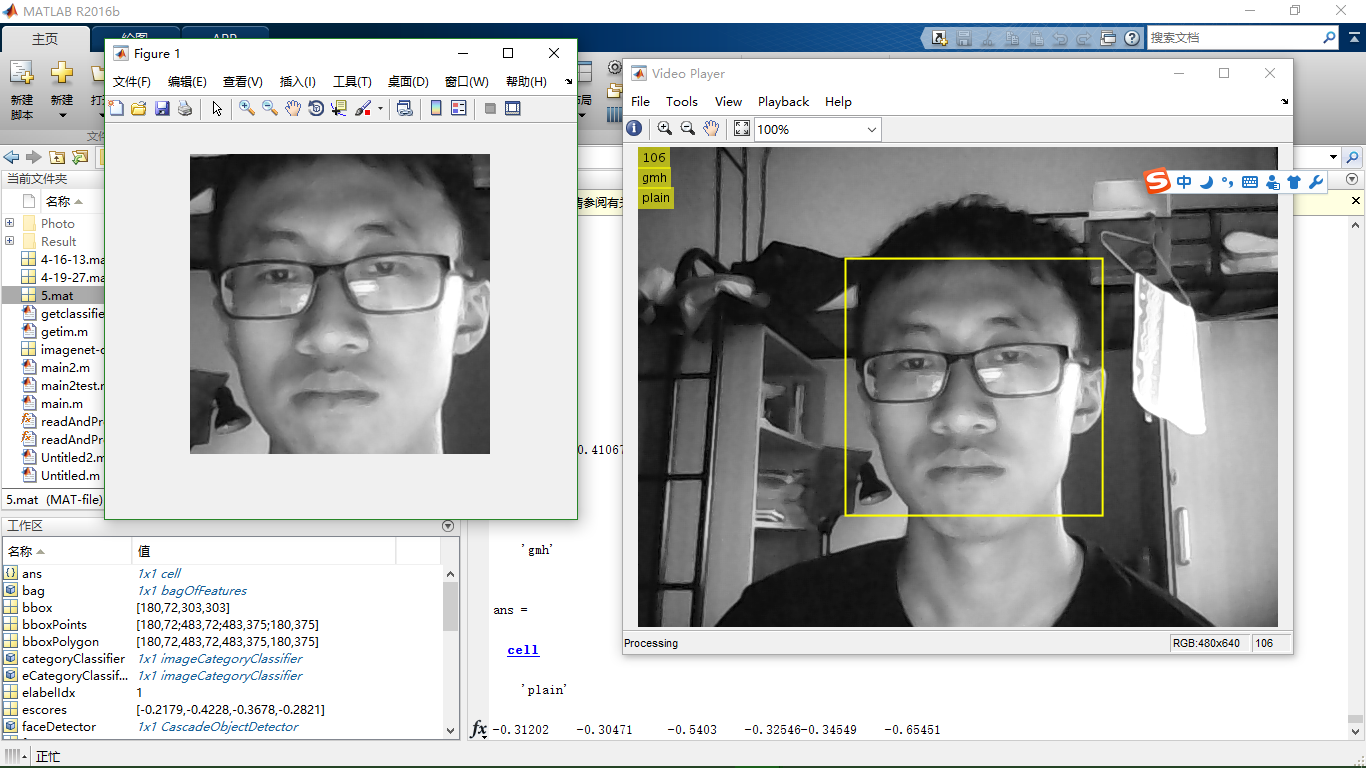 MATLAB R2016b
主页
绘图
APP
搜索文档
新建
脚本
新建
当前文件夹
名称
Photo
Result
4-16-13.ma
4-19-27.ma
5.mat
getclassifie
getim.m
imagenet-c
main2.m
main2test.m
main.m
readAndPr
readAndPr
Untitled2.m
Untitled.m
5.mat (MAT-file)
工作区
名称
值
ans 1x1 cell
bag 1x1 bagOfFeatures
bbox [180,72,303,303]
bboxPoints [180,72;483,72;483,375;180,375]
bboxPolygon [180,72,483,72,483,375,180,375]
categoryClassifier 1x1 imageCategoryClassifier
eCategoryClassif... 1x1 imageCategoryClassifier
elabelIdx 1
escores [-0.2179,-0.4228,-0.3678,-0.2821]
faceDetector 1x1 CascadeObjectDetector
正忙
Figure 1
文件(F) 编辑(E) 查看(V) 插入(I) 工具(T) 桌面(D) 窗口(W) 帮助(H)
Video Player
File Tools View Playback Help
100%
106
gmh
plain
中
Processing
RGB:480x640
106
请参阅有关
0.41067
'gmh'
ans =
cell
'plain'
fx -0.31202 -0.30471 -0.5403 -0.32546-0.34549 -0.65451